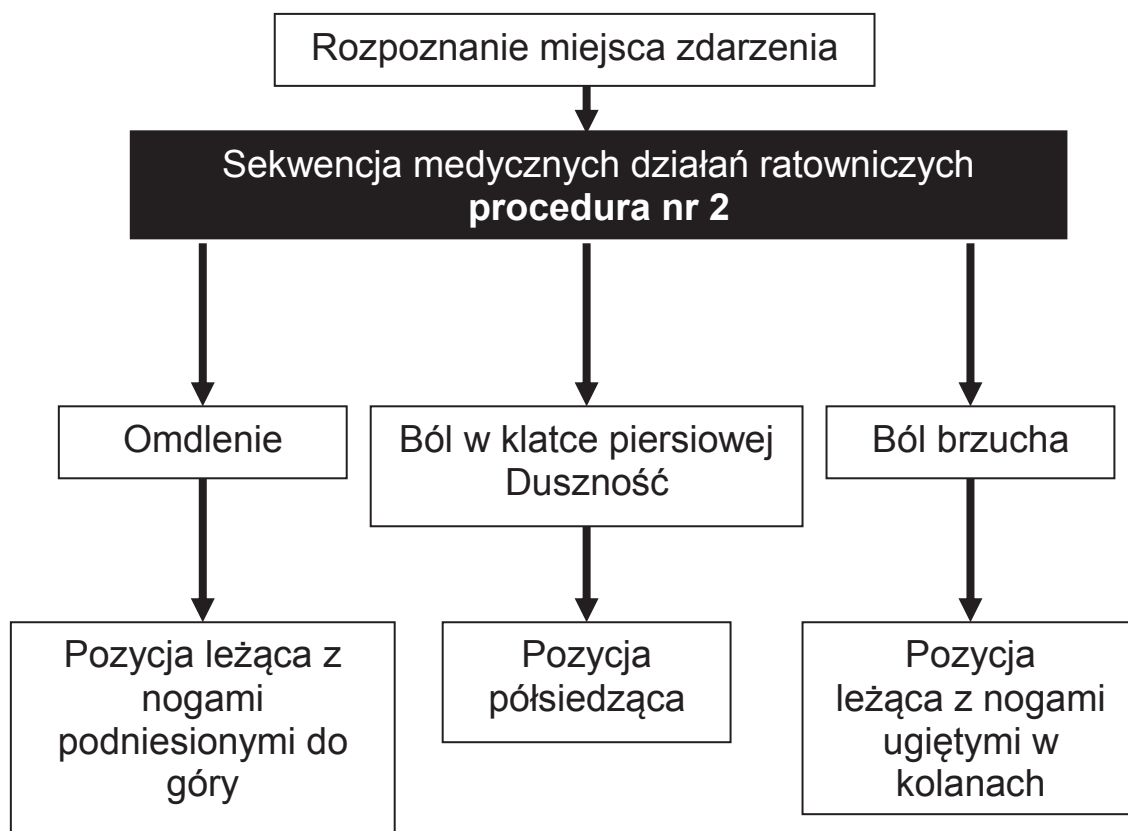 Rozpoznanie miejsca zdarzenia
Sekwencja medycznych działań ratowniczych
procedura nr 2
Omdlenie
Ból w klatce piersiowej
Duszność
Ból brzucha
Pozycja leżąca z
nogami
podniesionymi do
góry
Pozycja
półsiedząca
Pozycja
leżąca z nogami
ugiętymi w
kolanach